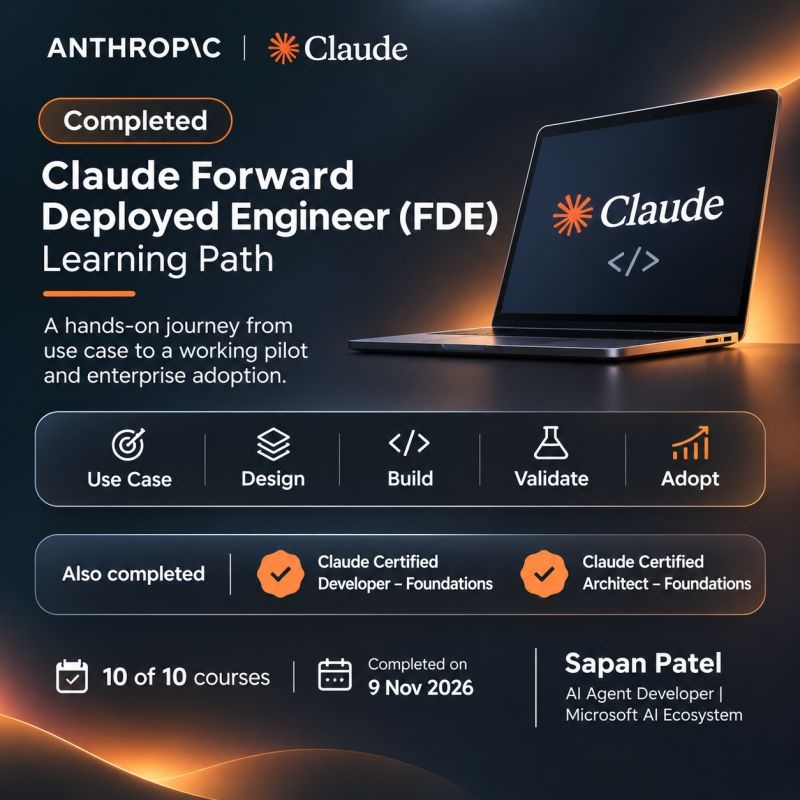 ANTHROP\C | Claude
Completed
Claude Forward
Deployed Engineer (FDE)
Learning Path
Claude
</>
A hands-on journey from
use case to a working pilot
and enterprise adoption.
Use Case
Design
</>
Build
Validate
Adopt
Also completed
Claude Certified
Developer – Foundations
Claude Certified
Architect – Foundations
10 of 10 courses
Completed on
9 Nov 2026
Sapan Patel
AI Agent Developer |
Microsoft AI Ecosystem